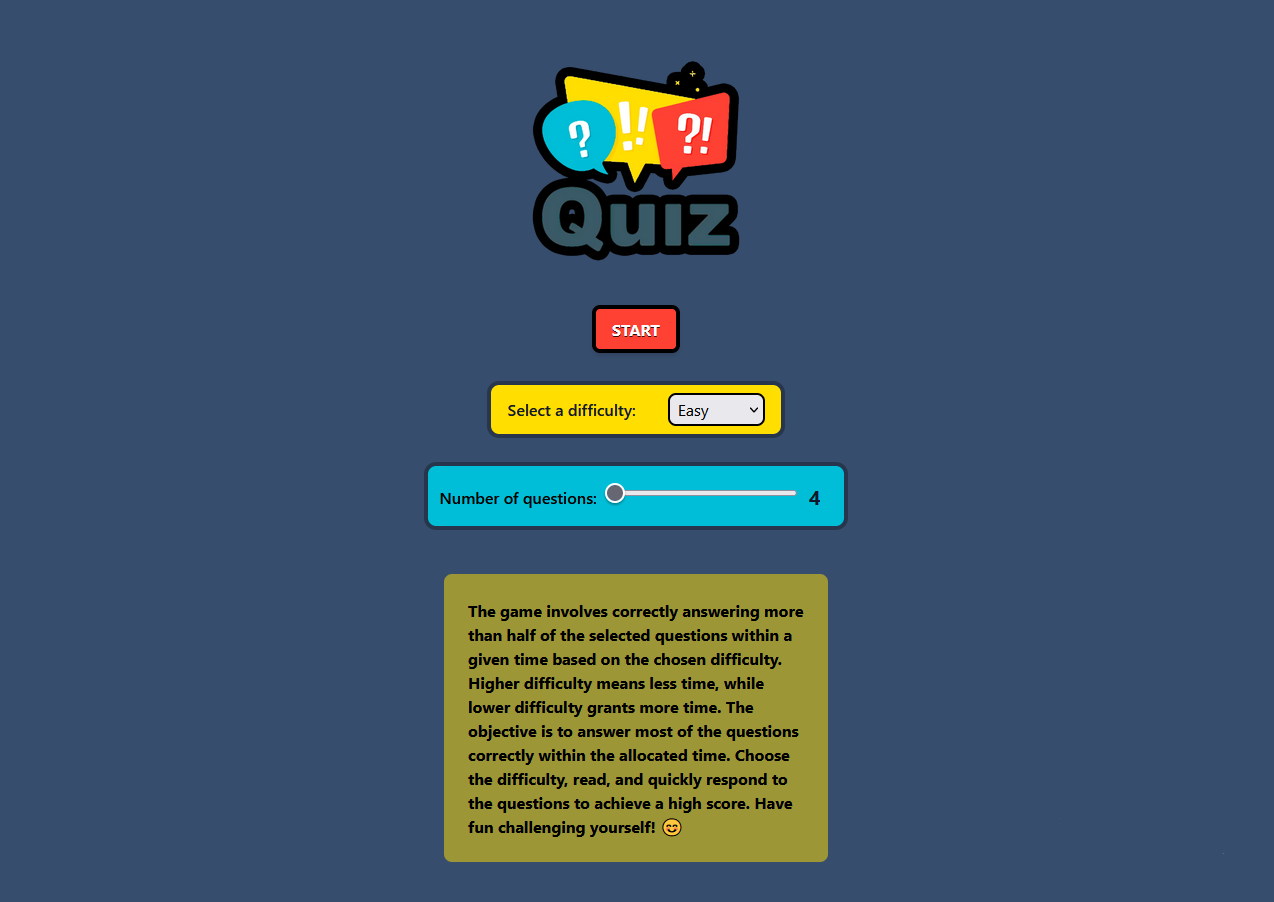 ? !! ?!
Quiz
START
Select a difficulty: Easy
Number of questions: 4
The game involves correctly answering more
than half of the selected questions within a
given time based on the chosen difficulty.
Higher difficulty means less time, while
lower difficulty grants more time. The
objective is to answer most of the questions
correctly within the allocated time. Choose
the difficulty, read, and quickly respond to
the questions to achieve a high score. Have
fun challenging yourself! 😊